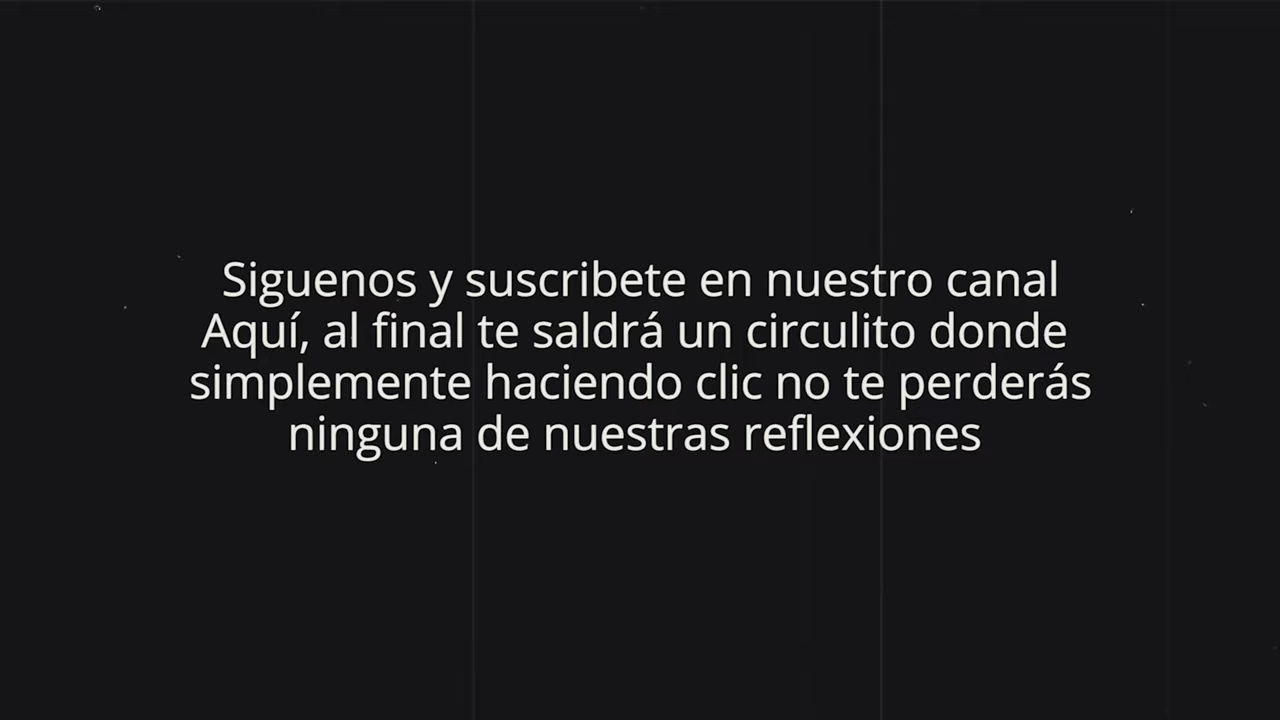 Siguenos y suscribete en nuestro canal
Aquí, al final te saldrá un circulito donde
simplemente haciendo clic no te perderás
ninguna de nuestras reflexiones